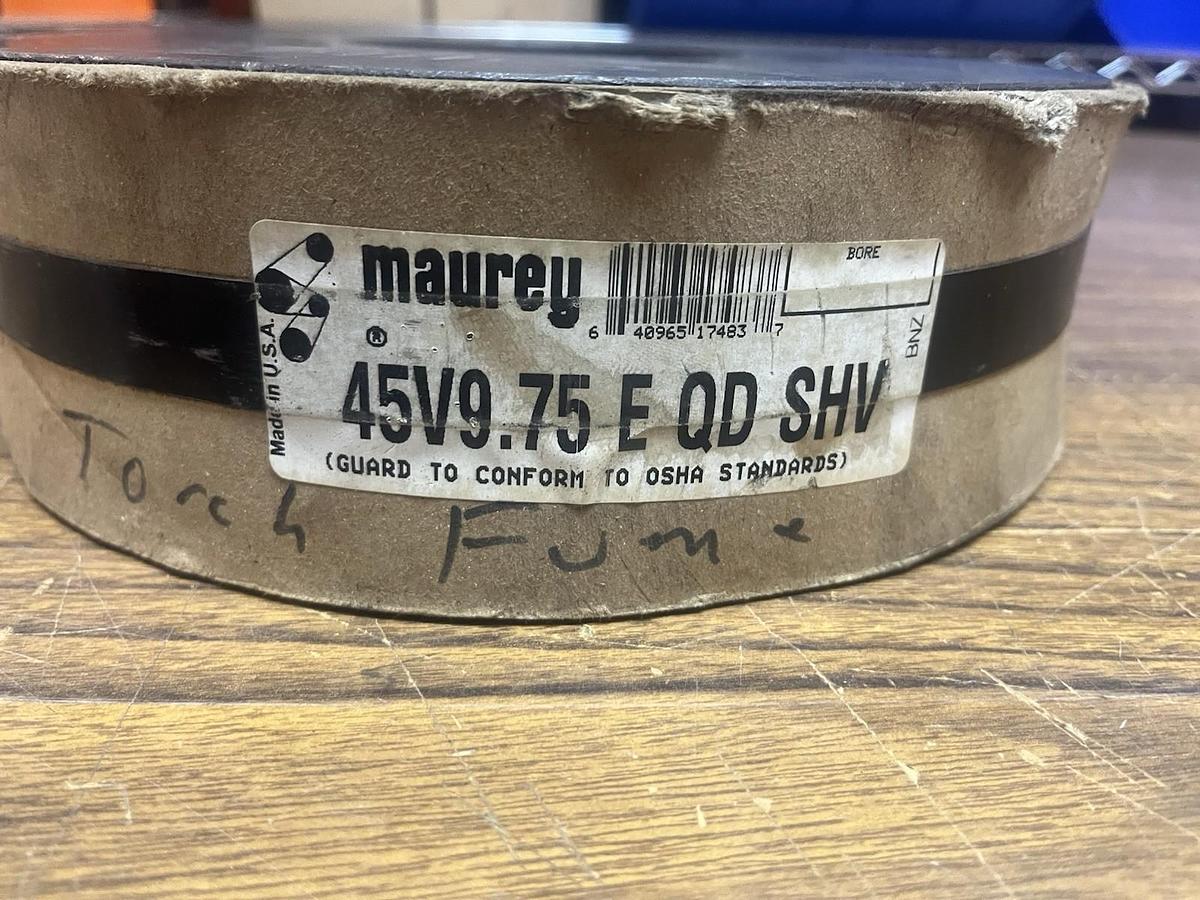 maurey
®
6 40965 17483 7
BORE
BNZ
Made in U.S.A.
45V9.75 E QD SHV
(GUARD TO CONFORM TO OSHA STANDARDS)
Torch Fume